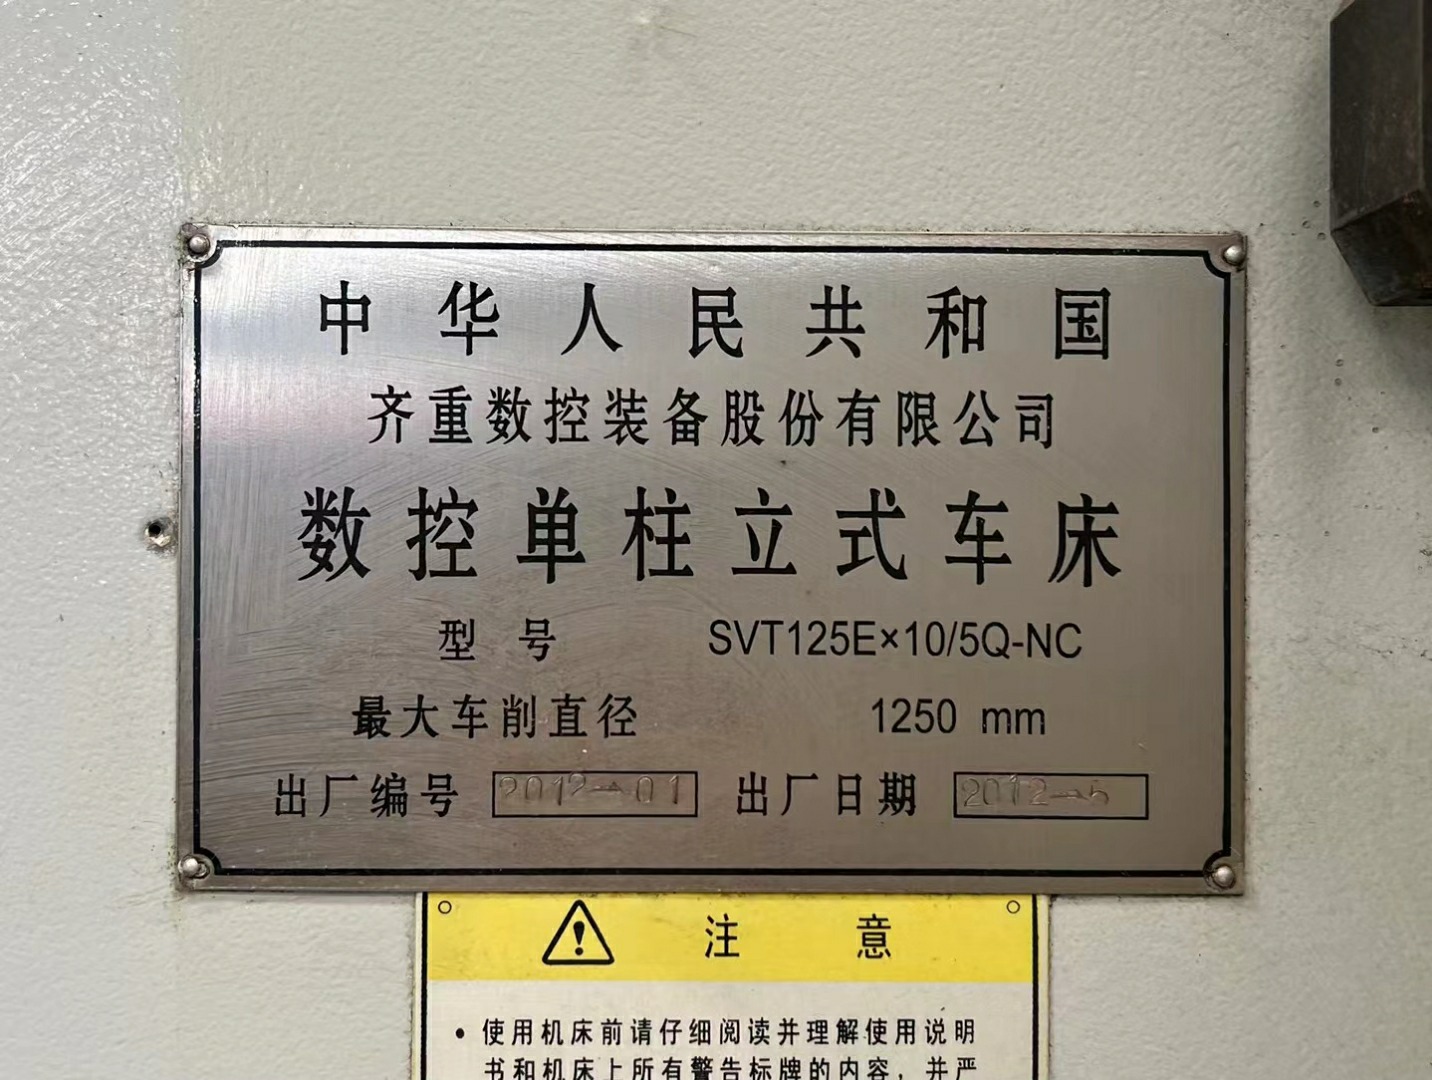 中华人民共和国
齐重数控装备股份有限公司
数控单柱立式车床
型号 SVT125E×10/5Q-NC
最大车削直径 1250 mm
出厂编号 2012-01 出厂日期 2012-5
注意
• 使用机床前请仔细阅读并理解使用说明
书和机床上所有警告标牌的内容，并严